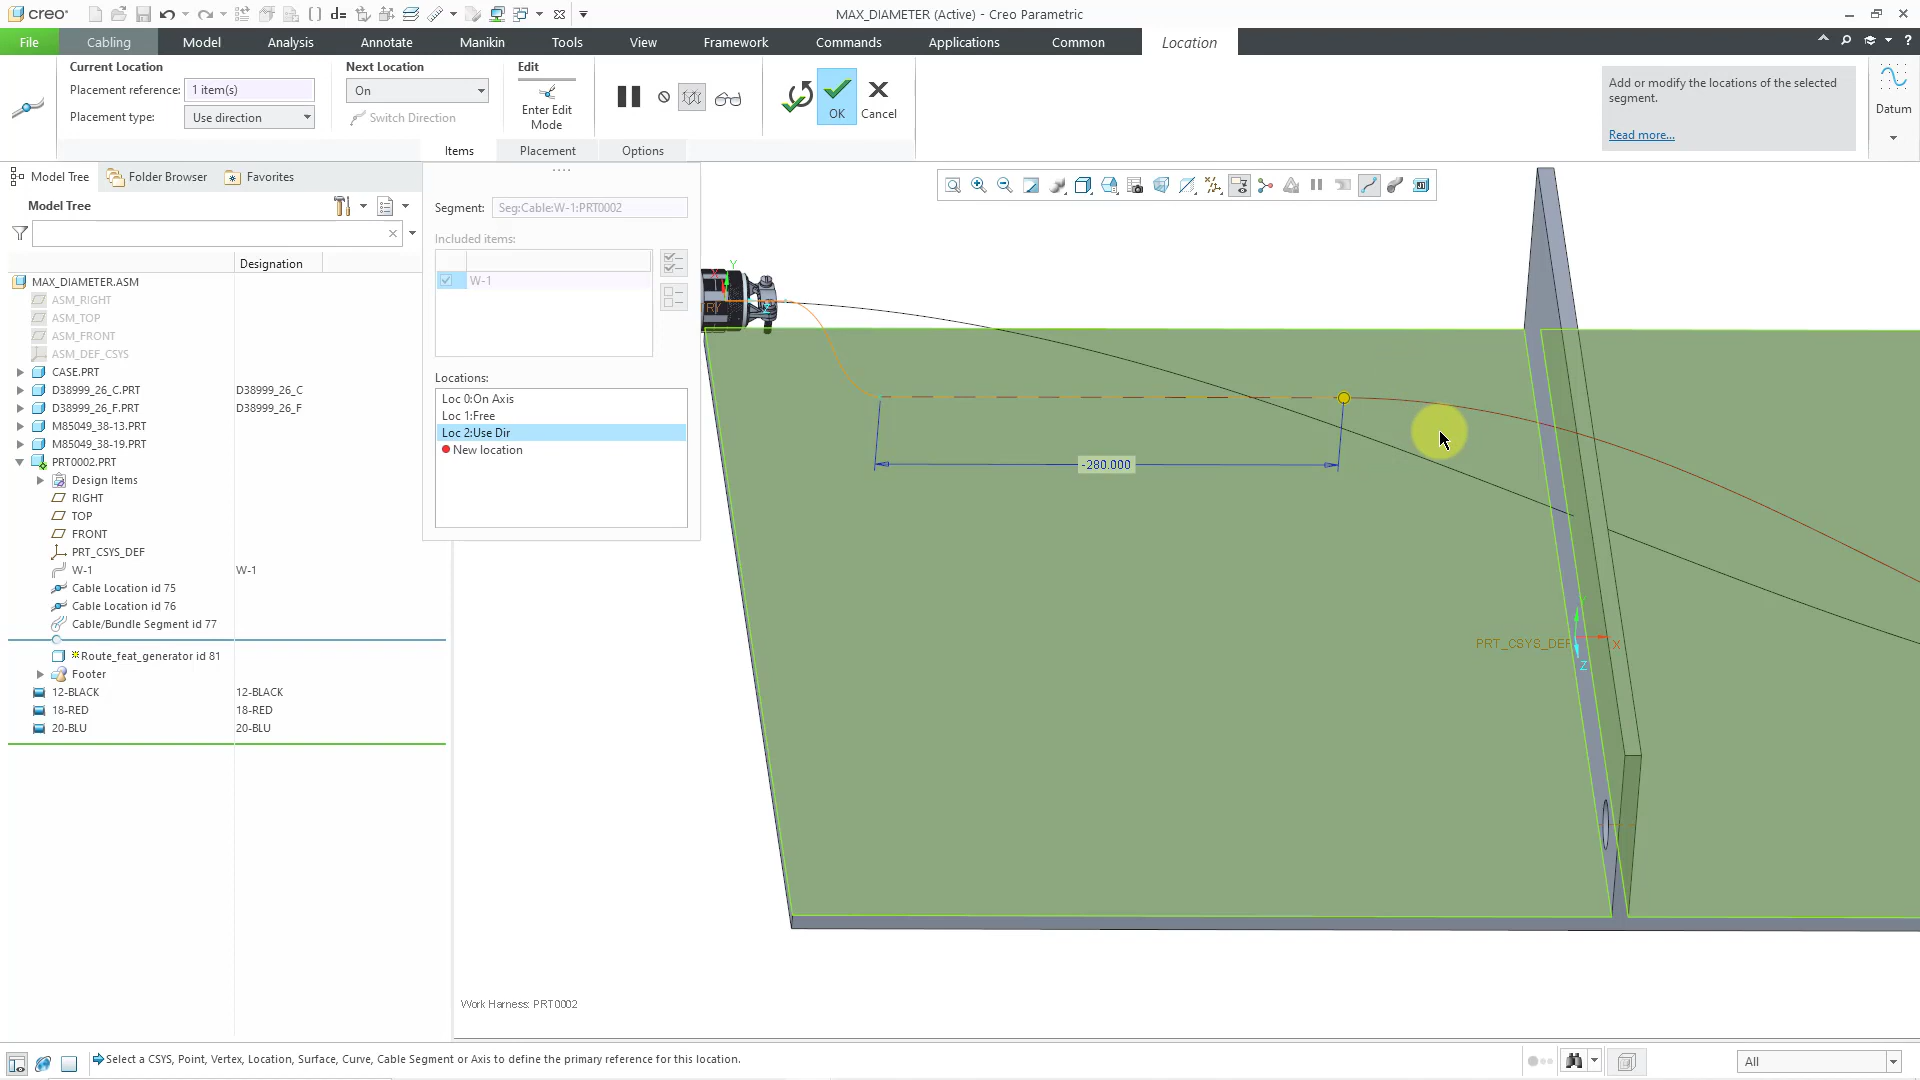 creo
MAX_DIAMETER (Active) - Creo Parametric
File
Cabling
Model
Analysis
Annotate
Manikin
Tools
View
Framework
Commands
Applications
Common
Location
Current Location
Placement reference: 1 item(s)
Placement type: Use direction
Next Location
On
Switch Direction
Edit
Enter Edit
Mode
OK
Cancel
Add or modify the locations of the selected
segment.
Read more...
Datum
Items
Placement
Options
Model Tree
Folder Browser
Favorites
Model Tree
Designation
MAX_DIAMETER.ASM
ASM_RIGHT
ASM_TOP
ASM_FRONT
ASM_DEF_CSYS
CASE.PRT
D38999_26_C.PRT D38999_26_C
D38999_26_F.PRT D38999_26_F
M85049_38-13.PRT
M85049_38-19.PRT
PRT0002.PRT
Design Items
RIGHT
TOP
FRONT
PRT_CSYS_DEF
W-1 W-1
Cable Location id 75
Cable Location id 76
Cable/Bundle Segment id 77
Route_feat_generator id 81
Footer
12-BLACK 12-BLACK
18-RED 18-RED
20-BLU 20-BLU
Segment: Seg:Cable:W-1:PRT0002
Included items:
W-1
Locations:
Loc 0:On Axis
Loc 1:Free
Loc 2:Use Dir
New location
Y
-280.000
PRT_CSYS_DEF
X
Z
Work Harness: PRT0002
Select a CSYS, Point, Vertex, Location, Surface, Curve, Cable Segment or Axis to define the primary reference for this location.
All